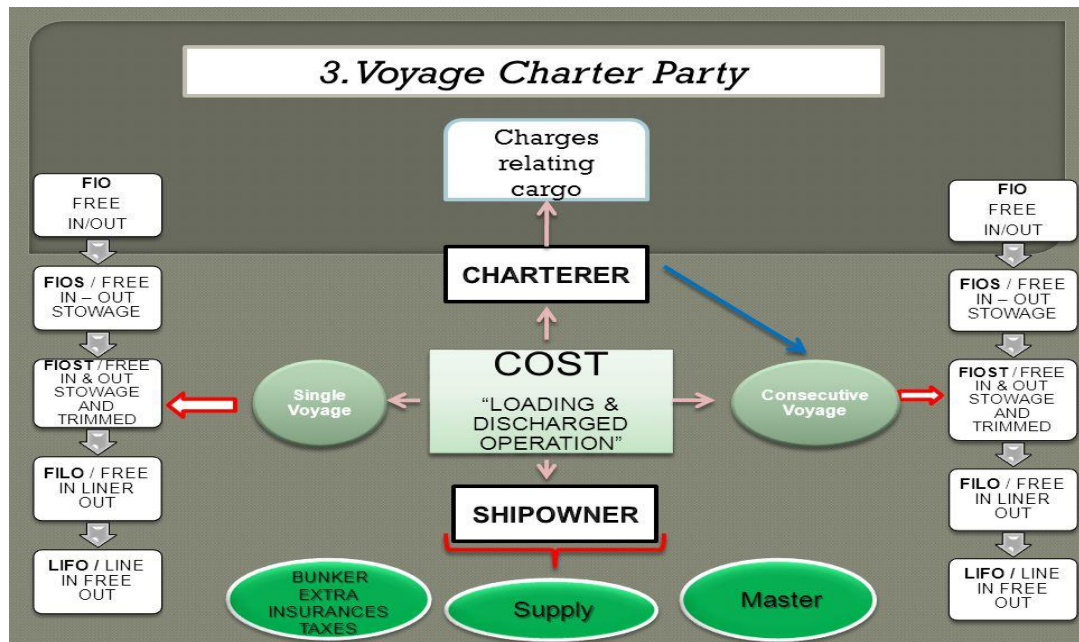 3. Voyage Charter Party
Charges
relating
cargo
FIO
FREE
IN/OUT
FIOS / FREE
IN – OUT
STOWAGE
FIOST / FREE
IN & OUT
STOWAGE
AND
TRIMMED
FILO / FREE
IN LINER
OUT
LIFO / LINE
IN FREE
OUT
CHARTERER
Single
Voyage
COST
“LOADING &
DISCHARGED
OPERATION”
Consecutive
Voyage
SHIPOWNER
BUNKER
EXTRA
INSURANCES
TAXES
Supply
Master
FIO
FREE
IN/OUT
FIOS / FREE
IN – OUT
STOWAGE
FIOST / FREE
IN & OUT
STOWAGE
AND
TRIMMED
FILO / FREE
IN LINER
OUT
LIFO / LINE
IN FREE
OUT